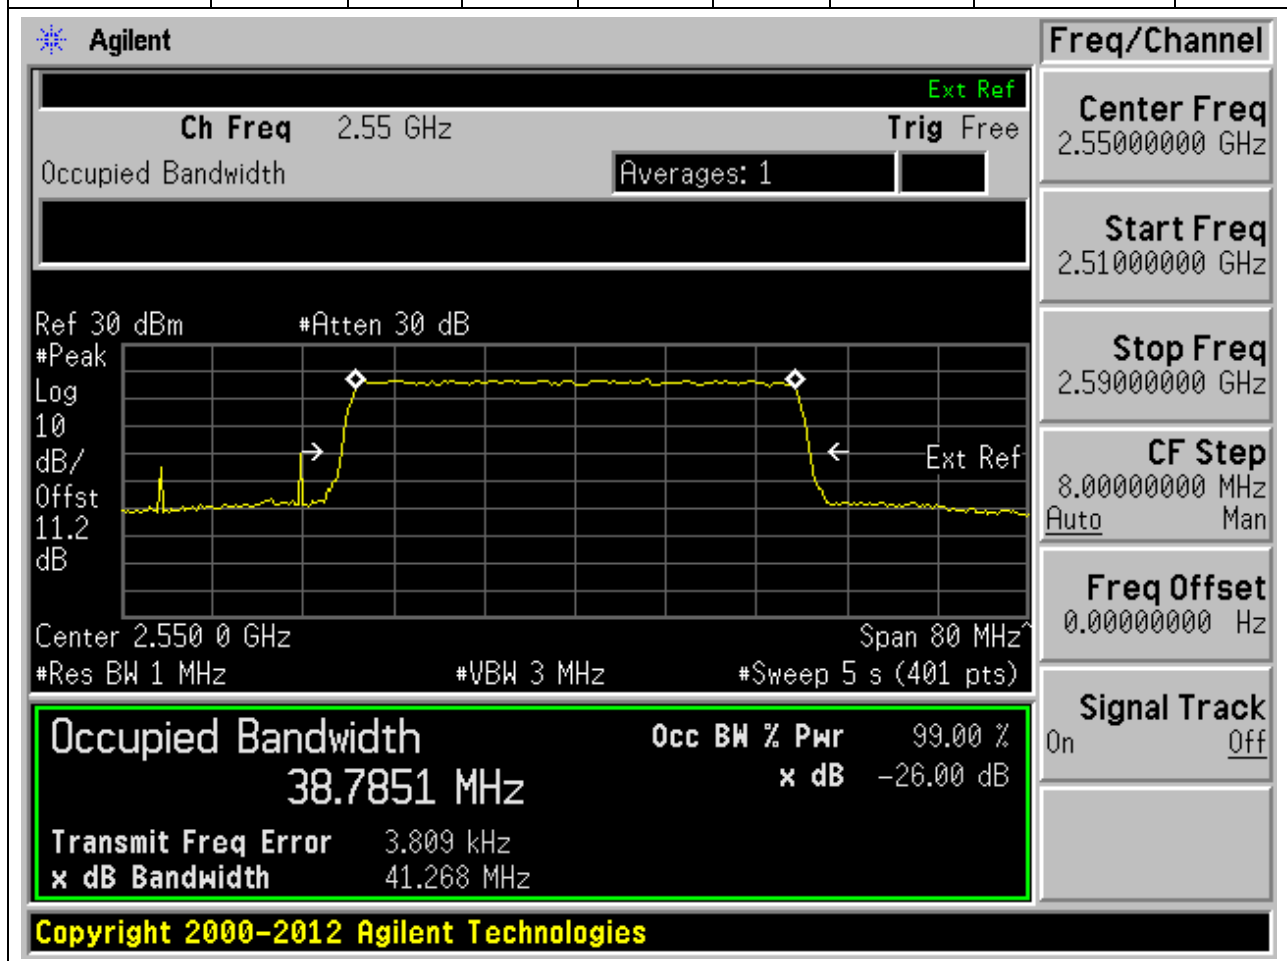 Agilent
Freq/Channel
Ext Ref
Ch Freq 2.55 GHz Trig Free
Occupied Bandwidth Averages: 1
Center Freq
2.55000000 GHz
Start Freq
2.51000000 GHz
Stop Freq
2.59000000 GHz
CF Step
8.00000000 MHz
Auto Man
Freq Offset
0.00000000 Hz
Signal Track
On Off
Ref 30 dBm #Atten 30 dB
#Peak
Log
10
dB/
Offst
11.2
dB
Ext Ref
Center 2.550 0 GHz Span 80 MHz^
#Res BW 1 MHz #VBW 3 MHz #Sweep 5 s (401 pts)
Occupied Bandwidth Occ BW % Pwr 99.00 %
38.7851 MHz x dB -26.00 dB
Transmit Freq Error 3.809 kHz
x dB Bandwidth 41.268 MHz
Copyright 2000-2012 Agilent Technologies